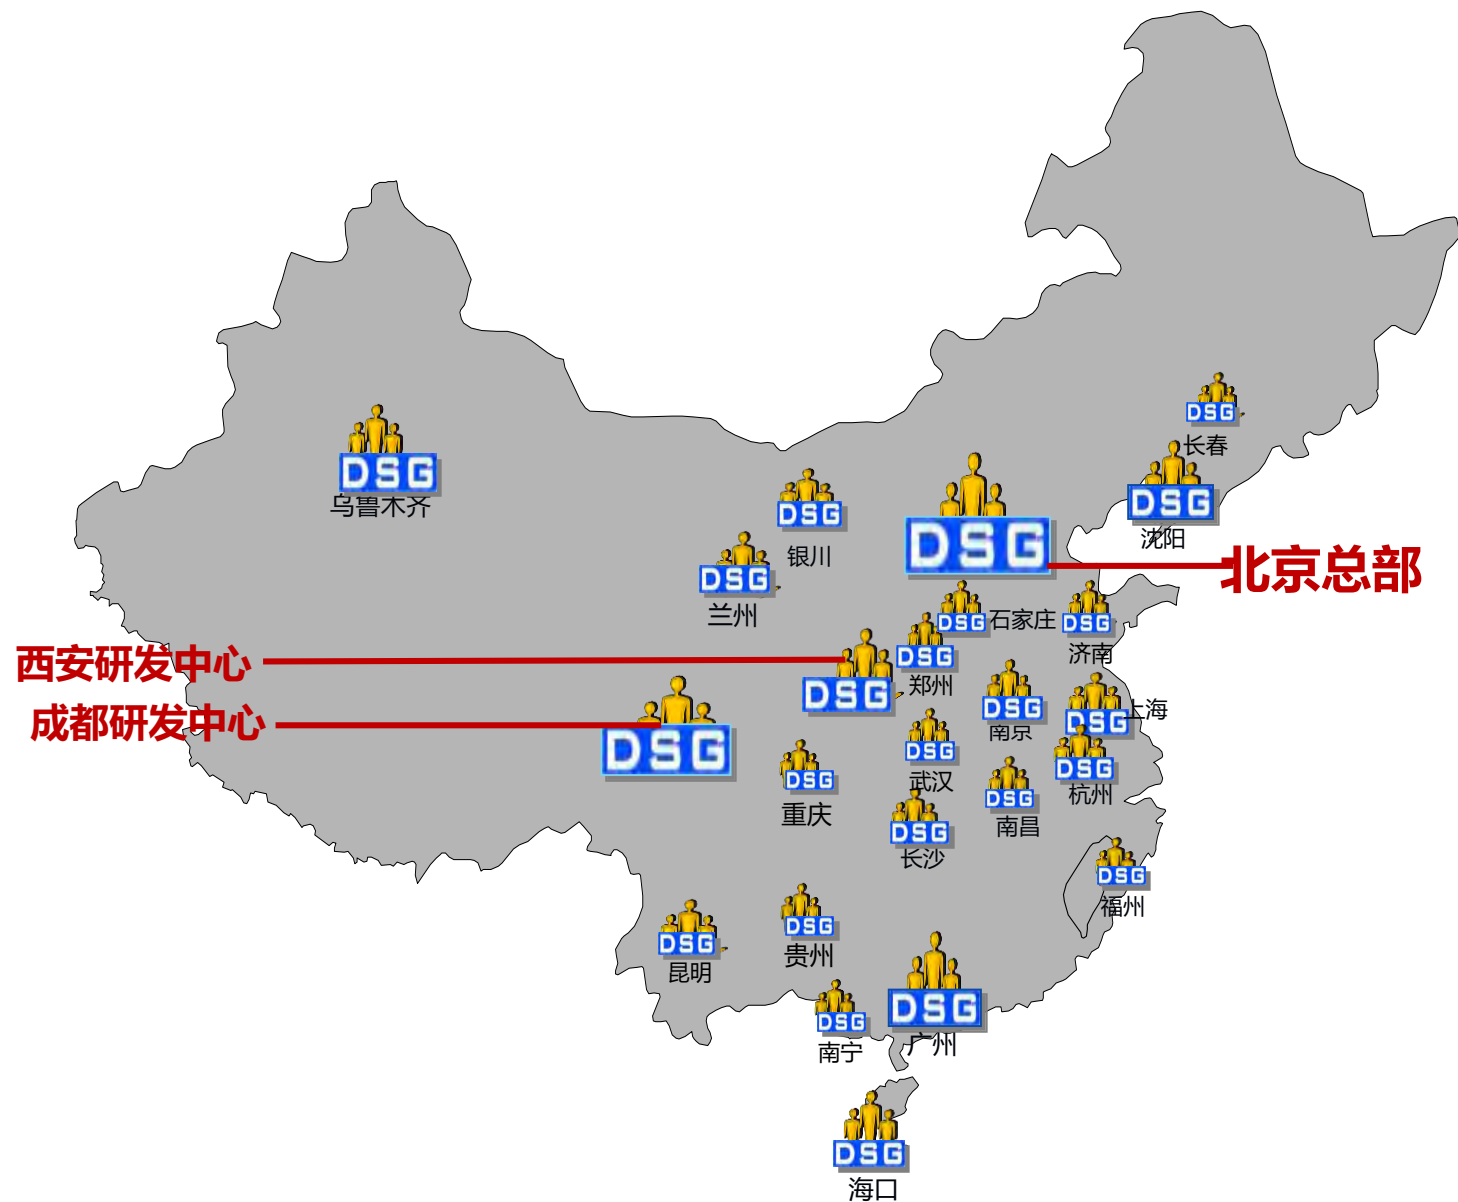 DSG
长春
DSG
乌鲁木齐
DSG
沈阳
DSG
银川
DSG
北京总部
DSG
兰州
DSG
石家庄
DSG
济南
DSG
郑州
西安研发中心
DSG
成都研发中心
DSG
DSG
南京
DSG
上海
DSG
武汉
DSG
杭州
DSG
重庆
DSG
南昌
DSG
长沙
DSG
福州
DSG
贵州
DSG
昆明
DSG
广州
DSG
南宁
DSG
海口